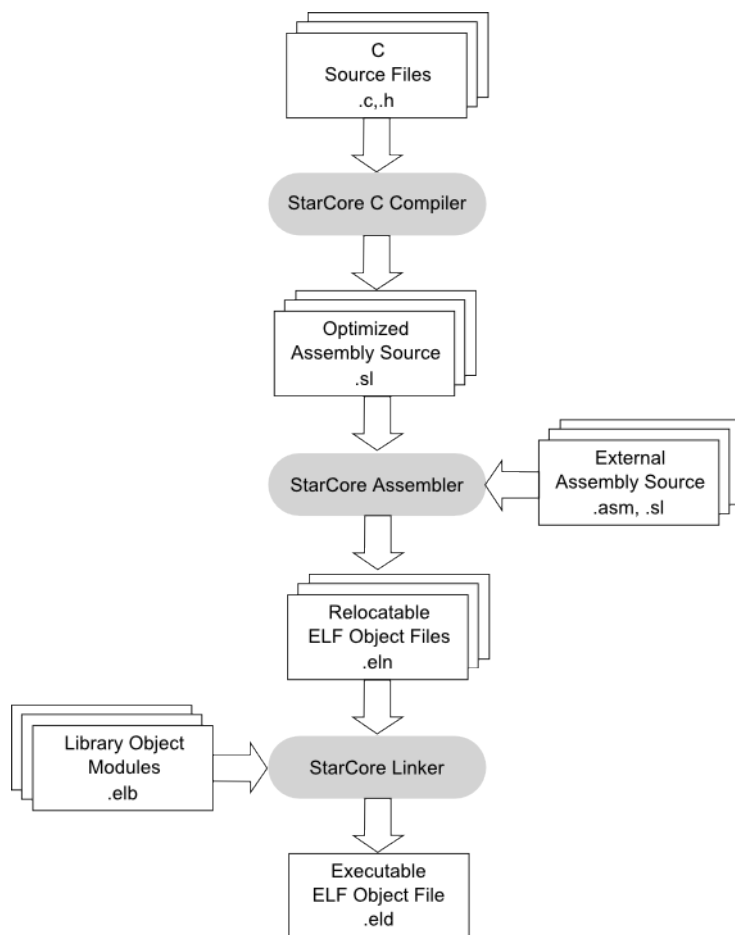 C
Source Files
.c,.h
StarCore C Compiler
Optimized
Assembly Source
.sl
StarCore Assembler
External
Assembly Source
.asm, .sl
Relocatable
ELF Object Files
.eln
Library Object
Modules
.elb
StarCore Linker
Executable
ELF Object File
.eld